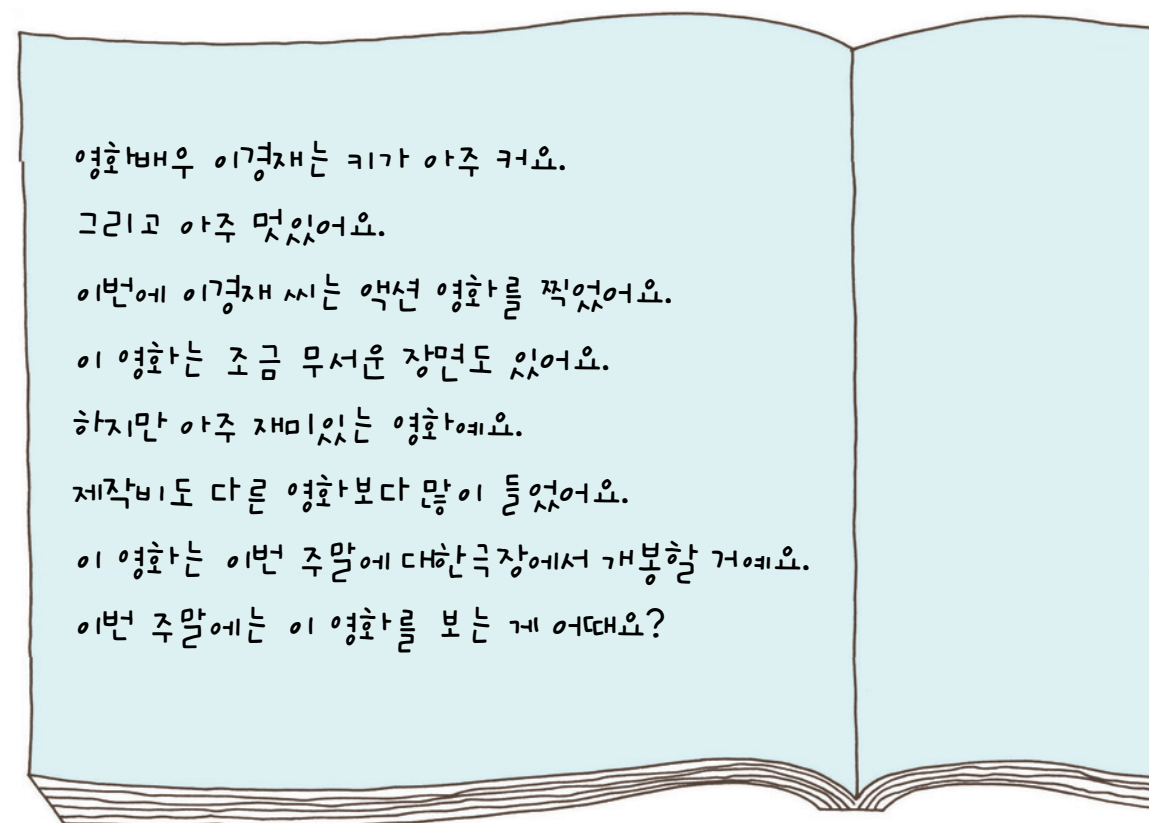 영화배우 이경재는 키가 아주 커요.
그리고 아주 멋있어요.
이번에 이경재 씨는 액션 영화를 찍었어요.
이 영화는 조금 무서운 장면도 있어요.
하지만 아주 재미있는 영화예요.
제작비도 다른 영화보다 많이 들었어요.
이 영화는 이번 주말에 대한극장에서 개봉할 거예요.
이번 주말에는 이 영화를 보는 게 어때요?